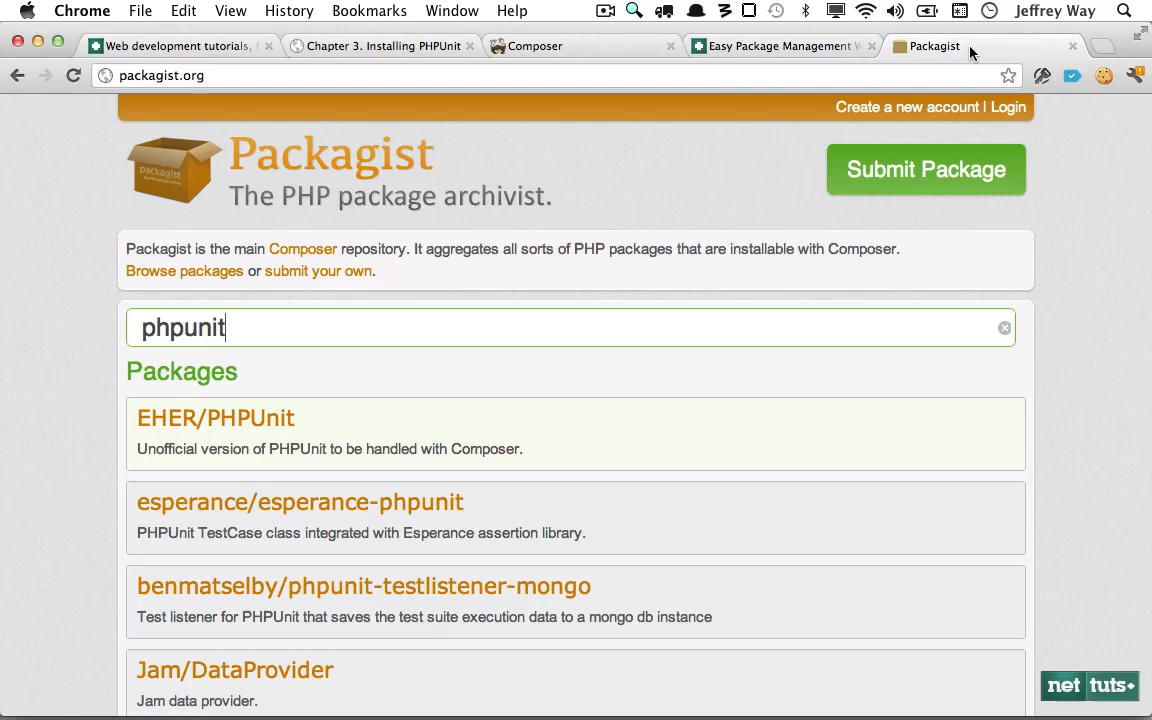 Chrome File Edit View History Bookmarks Window Help Jeffrey Way
Web development tutorials, Chapter 3. Installing PHPUnit Composer Easy Package Management Packagist
packagist.org
Create a new account | Login
packagist
Packagist
The PHP package archivist.
Submit Package
Packagist is the main Composer repository. It aggregates all sorts of PHP packages that are installable with Composer.
Browse packages or submit your own.
phpunit
Packages
EHER/PHPUnit
Unofficial version of PHPUnit to be handled with Composer.
esperance/esperance-phpunit
PHPUnit TestCase class integrated with Esperance assertion library.
benmatselby/phpunit-testlistener-mongo
Test listener for PHPUnit that saves the test suite execution data to a mongo db instance
Jam/DataProvider
Jam data provider.
net tuts+